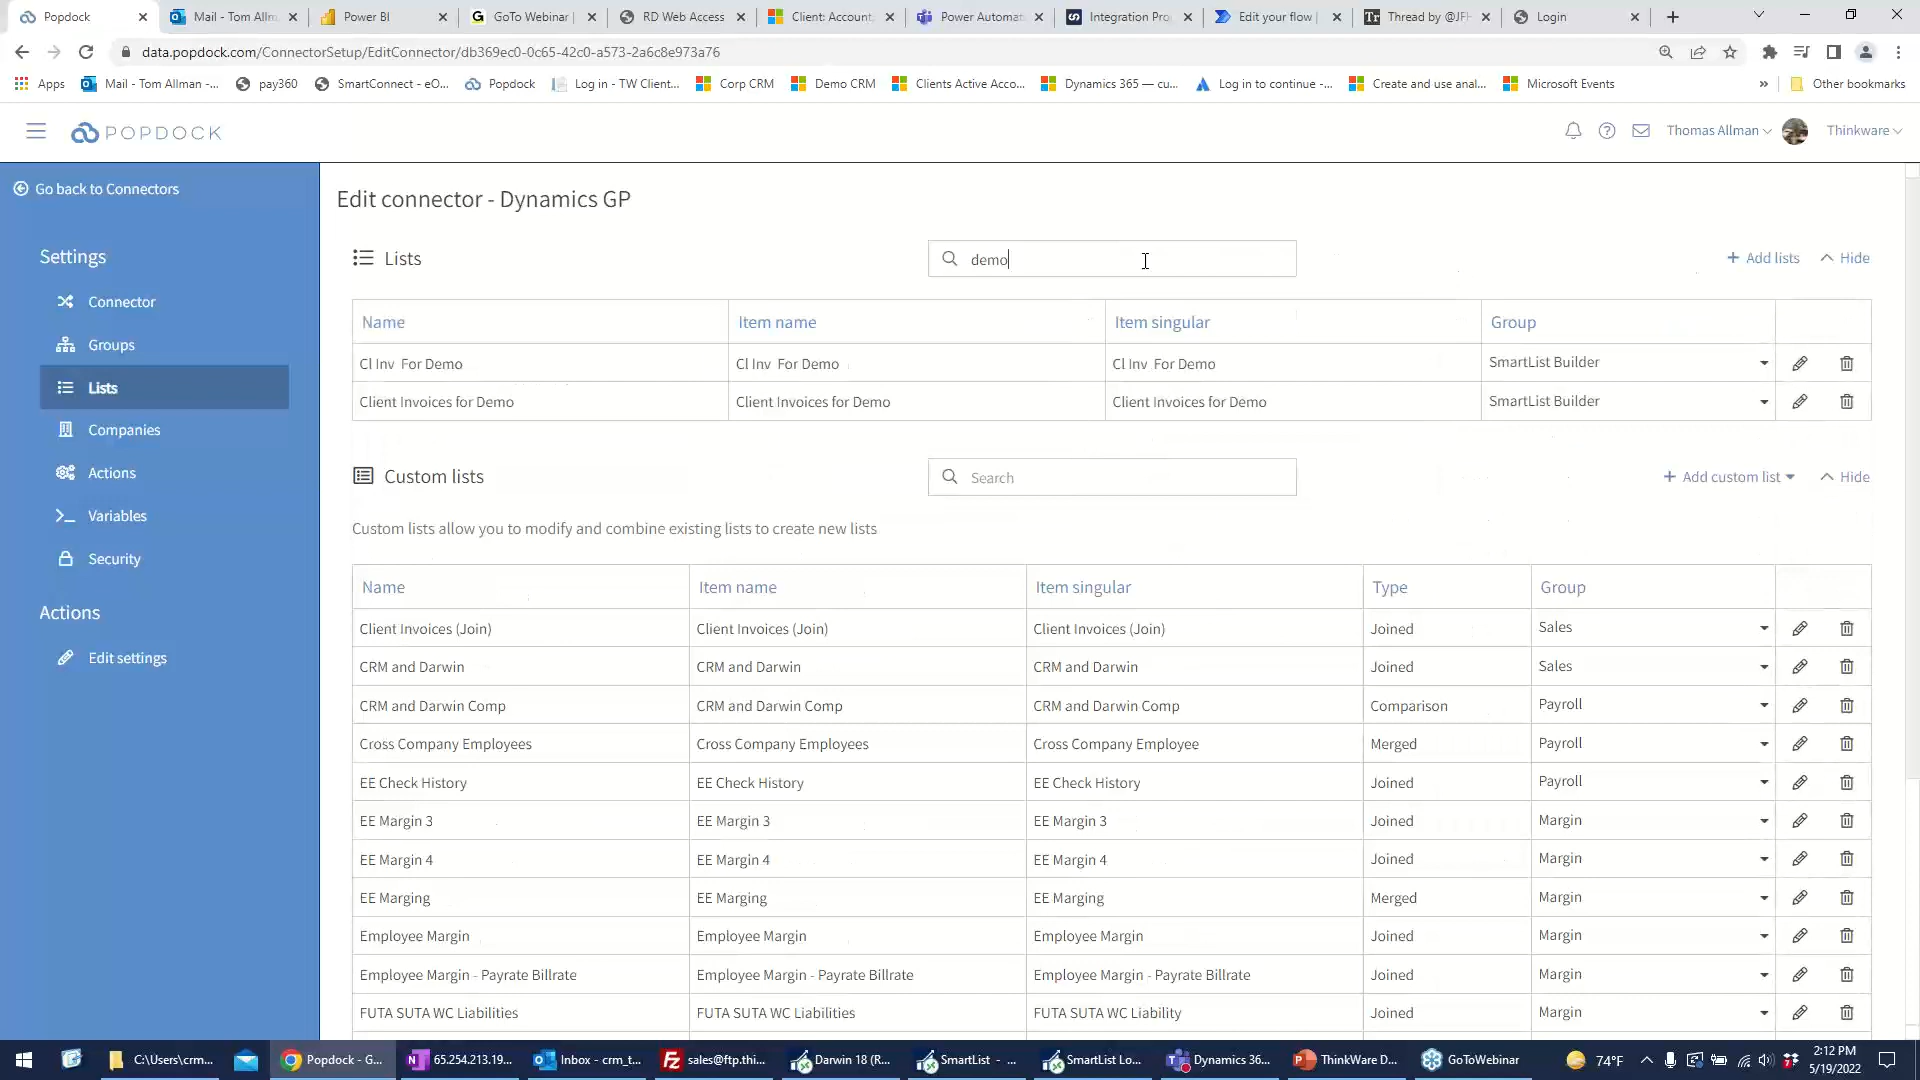 Popdock
Mail - Tom Allm
Power BI
GoTo Webinar |
RD Web Access
Client: Account:
Power Automat
Integration Pro
Edit your flow |
Thread by @JFH
Login
data.popdock.com/ConnectorSetup/EditConnector/db369ec0-0c65-42c0-a573-2a6c8e973a76
Apps
Mail - Tom Allman -...
pay360
SmartConnect - eO...
Popdock
Log in - TW Client...
Corp CRM
Demo CRM
Clients Active Acco...
Dynamics 365 — cu...
Log in to continue -...
Create and use anal...
Microsoft Events
»
Other bookmarks
POPDOCK
Thomas Allman
Thinkware
Go back to Connectors
Settings
Connector
Groups
Lists
Companies
Actions
Variables
Security
Actions
Edit settings
Edit connector - Dynamics GP
Lists
demo
+ Add lists
Hide
Name Item name Item singular Group
Cl Inv For Demo Cl Inv For Demo Cl Inv For Demo SmartList Builder
Client Invoices for Demo Client Invoices for Demo Client Invoices for Demo SmartList Builder
Custom lists
Search
+ Add custom list
Hide
Custom lists allow you to modify and combine existing lists to create new lists
Name Item name Item singular Type Group
Client Invoices (Join) Client Invoices (Join) Client Invoices (Join) Joined Sales
CRM and Darwin CRM and Darwin CRM and Darwin Joined Sales
CRM and Darwin Comp CRM and Darwin Comp CRM and Darwin Comp Comparison Payroll
Cross Company Employees Cross Company Employees Cross Company Employee Merged Payroll
EE Check History EE Check History EE Check History Joined Payroll
EE Margin 3 EE Margin 3 EE Margin 3 Joined Margin
EE Margin 4 EE Margin 4 EE Margin 4 Joined Margin
EE Marging EE Marging EE Marging Merged Margin
Employee Margin Employee Margin Employee Margin Joined Margin
Employee Margin - Payrate Billrate Employee Margin - Payrate Billrate Employee Margin - Payrate Billrate Joined Margin
FUTA SUTA WC Liabilities FUTA SUTA WC Liabilities FUTA SUTA WC Liability Joined Margin
C:\Users\crm...
Popdock - G...
65.254.213.19...
Inbox - crm_t...
sales@ftp.thi...
Darwin 18 (R...
SmartList - ...
SmartList Lo...
Dynamics 36...
ThinkWare D...
GoToWebinar
74°F
2:12 PM
5/19/2022